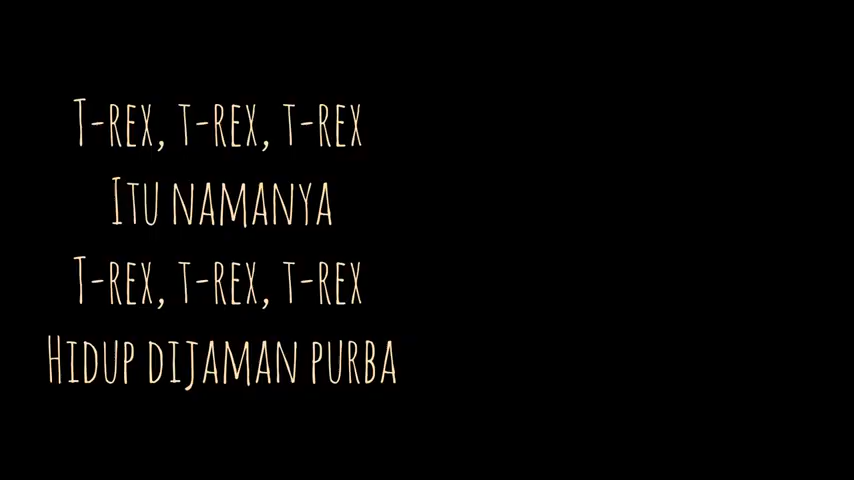 T-rex, t-rex, t-rex
Itu namanya
T-rex, t-rex, t-rex
Hidup dijaman purba